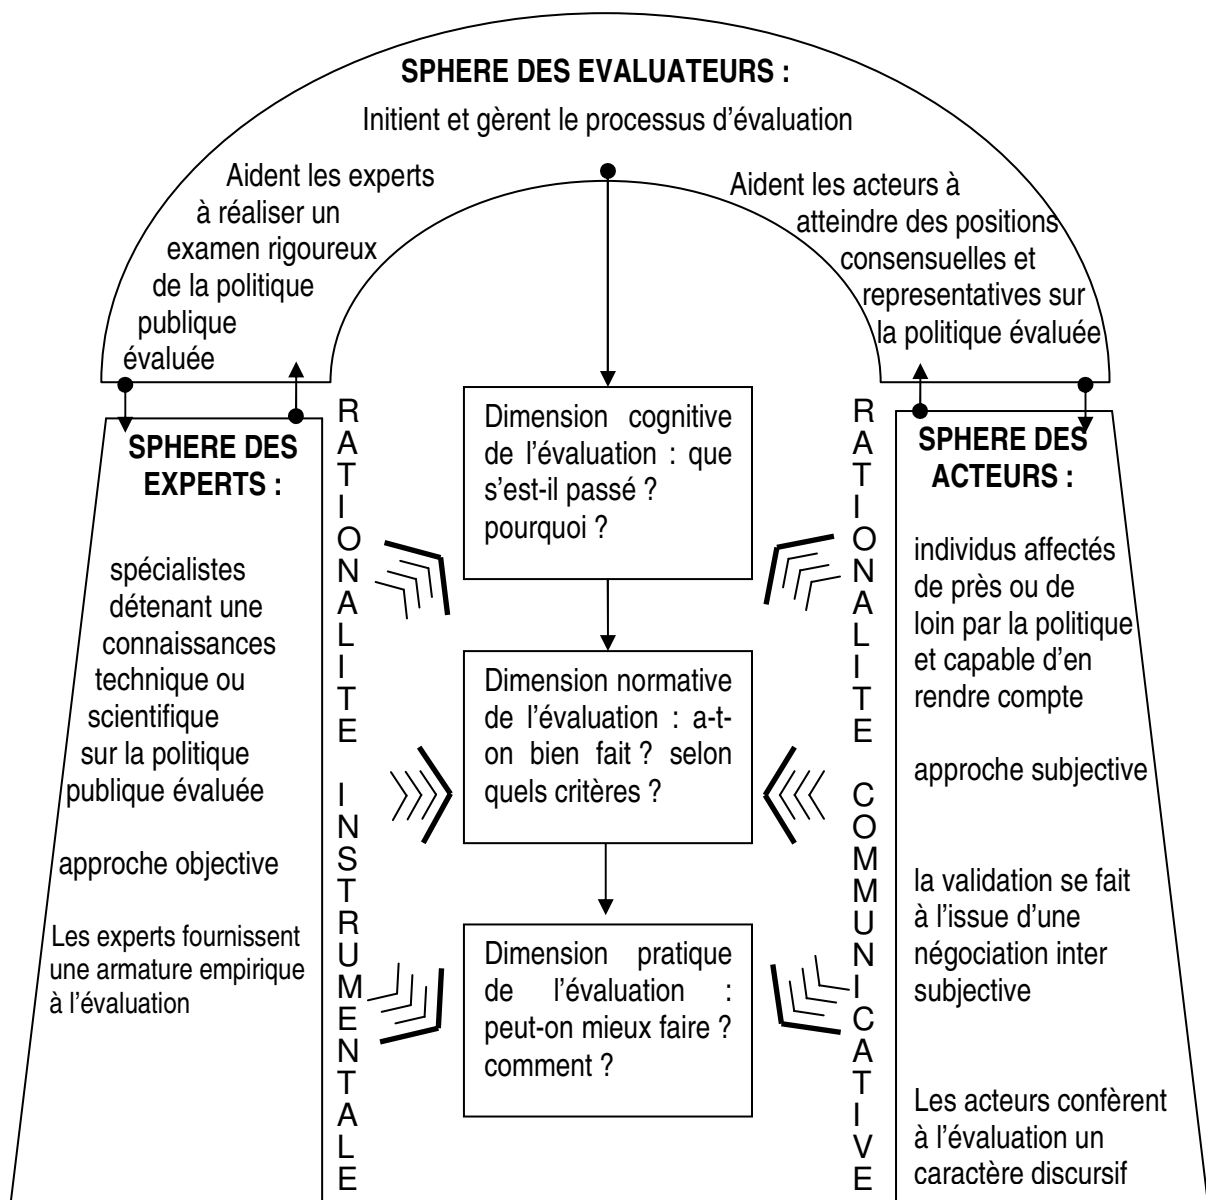 SPHERE DES EVALUATEURS :
Initient et gèrent le processus d'évaluation
Aident les experts
à réaliser un
examen rigoureux
de la politique
publique
évaluée
Aident les acteurs à
atteindre des positions
consensuelles et
representatives sur
la politique évaluée
SPHERE DES
EXPERTS :
spécialistes
détenant une
connaissances
technique ou
scientifique
sur la politique
publique évaluée
approche objective
Les experts fournissent
une armature empirique
à l'évaluation
RATIONALITE INSTRUMENTALE
Dimension cognitive
de l'évaluation : que
s'est-il passé ?
pourquoi ?
Dimension normative
de l'évaluation : a-t-
on bien fait ? selon
quels critères ?
Dimension pratique
de l'évaluation :
peut-on mieux faire ?
comment ?
RATIONALITE COMMUNICATIVE
SPHERE DES
ACTEURS :
individus affectés
de près ou de
loin par la politique
et capable d'en
rendre compte
approche subjective
la validation se fait
à l'issue d'une
négociation inter
subjective
Les acteurs confèrent
à l'évaluation un
caractère discursif